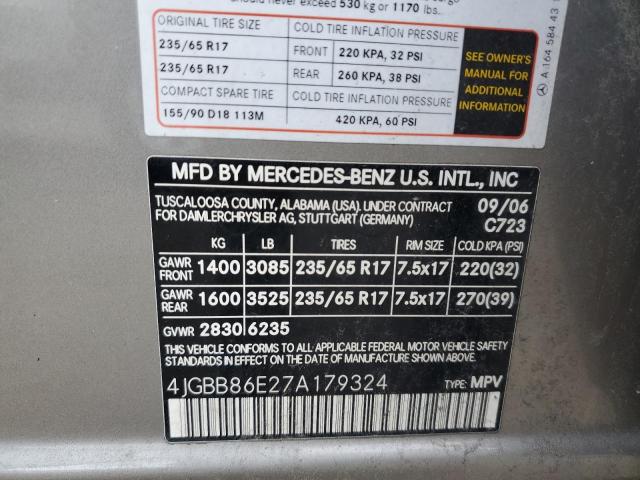 should never exceed 530 kg or 1170 lbs.
ORIGINAL TIRE SIZE COLD TIRE INFLATION PRESSURE
235/65 R17 FRONT 220 KPA, 32 PSI
235/65 R17 REAR 260 KPA, 38 PSI
COMPACT SPARE TIRE COLD TIRE INFLATION PRESSURE
155/90 D18 113M 420 KPA, 60 PSI
SEE OWNER'S
MANUAL FOR
ADDITIONAL
INFORMATION
A 164 584 43
MFD BY MERCEDES-BENZ U.S. INTL., INC
TUSCALOOSA COUNTY, ALABAMA (USA). UNDER CONTRACT 09/06
FOR DAIMLERCHRYSLER AG, STUTTGART (GERMANY) C723
KG LB TIRES RIM SIZE COLD KPA (PSI)
GAWR
FRONT 1400 3085 235/65 R17 7.5x17 220(32)
GAWR
REAR 1600 3525 235/65 R17 7.5x17 270(39)
GVWR 2830 6235
THIS VEHICLE CONFORMS TO ALL APPLICABLE FEDERAL MOTOR VEHICLE SAFETY
STANDARDS IN EFFECT ON THE DATE OF MANUFACTURE SHOWN ABOVE.
4JGBB86E27A179324 TYPE: MPV